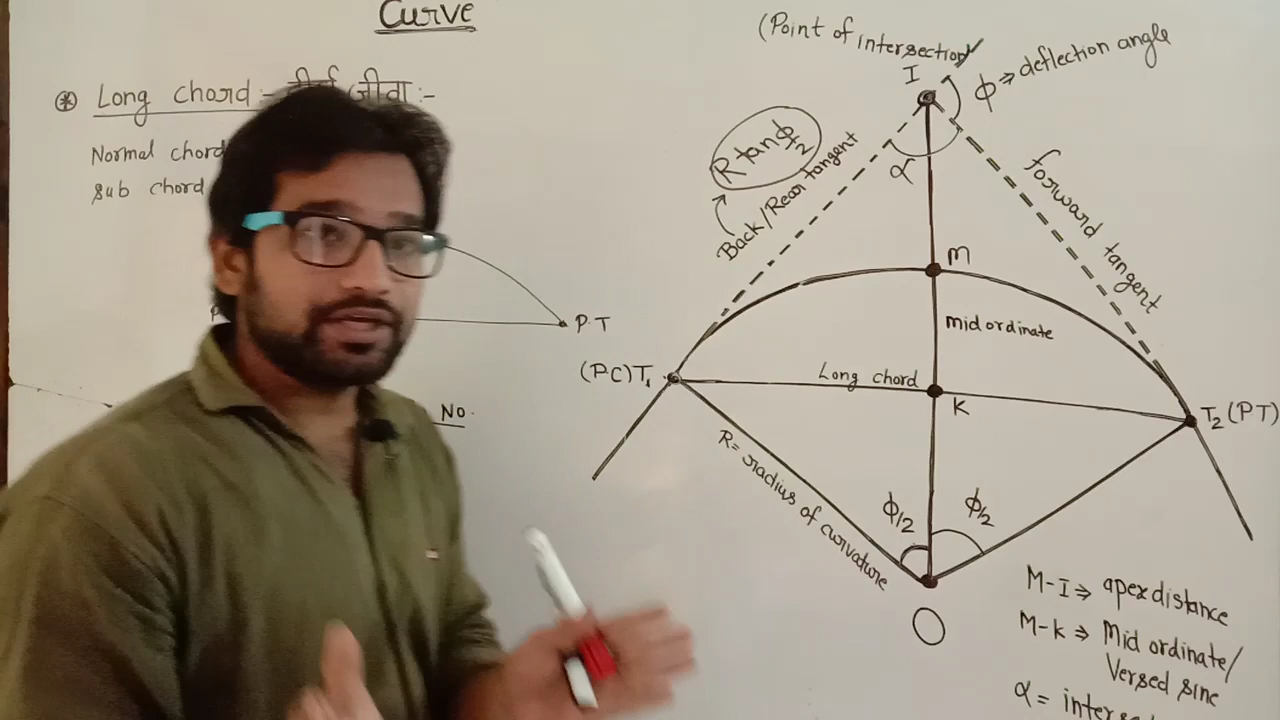 Curve
Long chord:- जीवा:-
Normal chord
sub chord
P.T
No.
(Point of intersection)
I
ϕ ⇒ deflection angle
R tan ϕ/2
Back/Rear tangent
α
forward tangent
M
mid ordinate
(PC) T₁
Long chord
K
T₂ (PT)
R = radius of curvature
ϕ/2
ϕ/2
O
M-I ⇒ apex distance
M-K ⇒ Mid ordinate/
Versed sine
α =